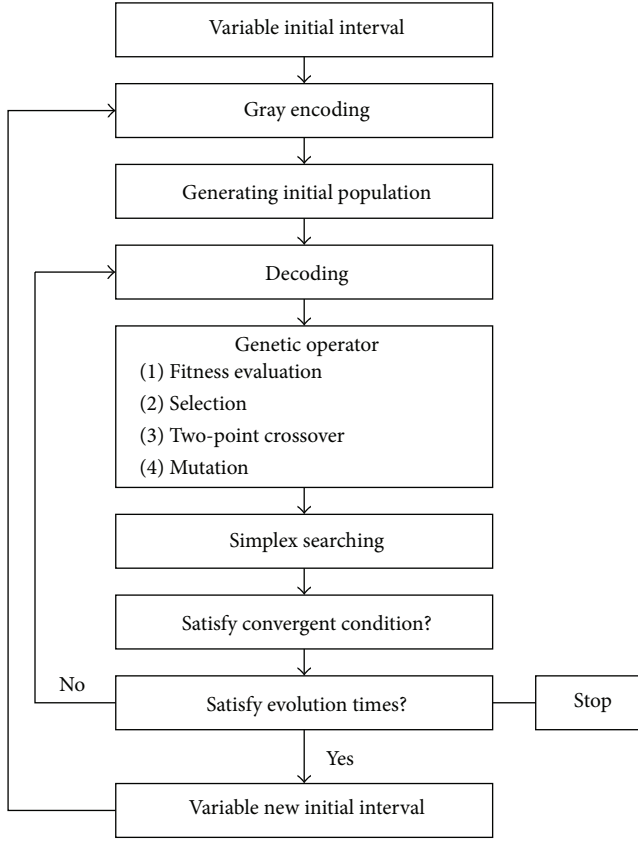 Variable initial interval
Gray encoding
Generating initial population
Decoding
Genetic operator
(1) Fitness evaluation
(2) Selection
(3) Two-point crossover
(4) Mutation
Simplex searching
Satisfy convergent condition?
No
Satisfy evolution times?
Stop
Yes
Variable new initial interval